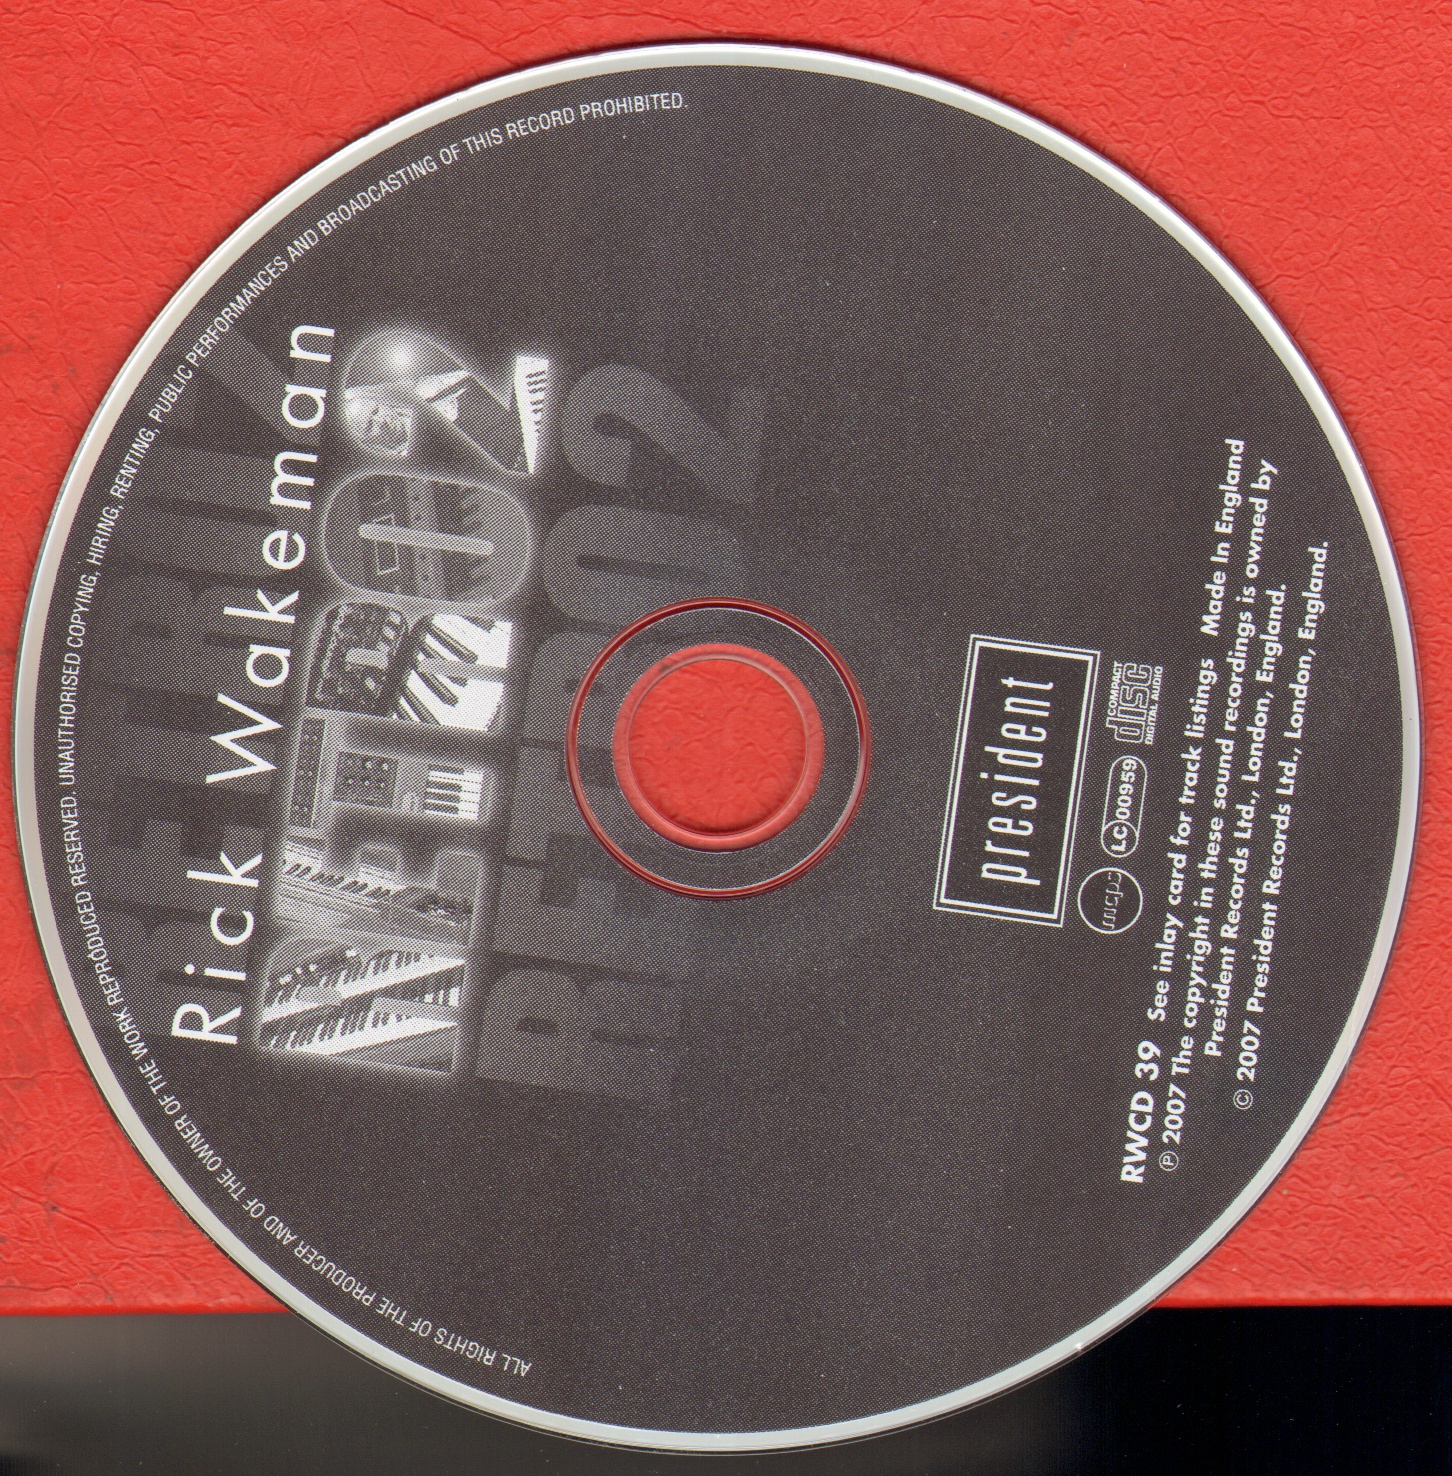 Rick Wakeman
RETRO2
president
mcps LC 00959 COMPACT disc DIGITAL AUDIO
RWCD 39 See inlay card for track listings Made In England
℗ 2007 The copyright in these sound recordings is owned by
President Records Ltd., London, England.
© 2007 President Records Ltd., London, England.
ALL RIGHTS OF THE PRODUCER AND OF THE OWNER OF THE WORK REPRODUCED RESERVED. UNAUTHORISED COPYING, HIRING, RENTING, PUBLIC PERFORMANCES AND BROADCASTING OF THIS RECORD PROHIBITED.